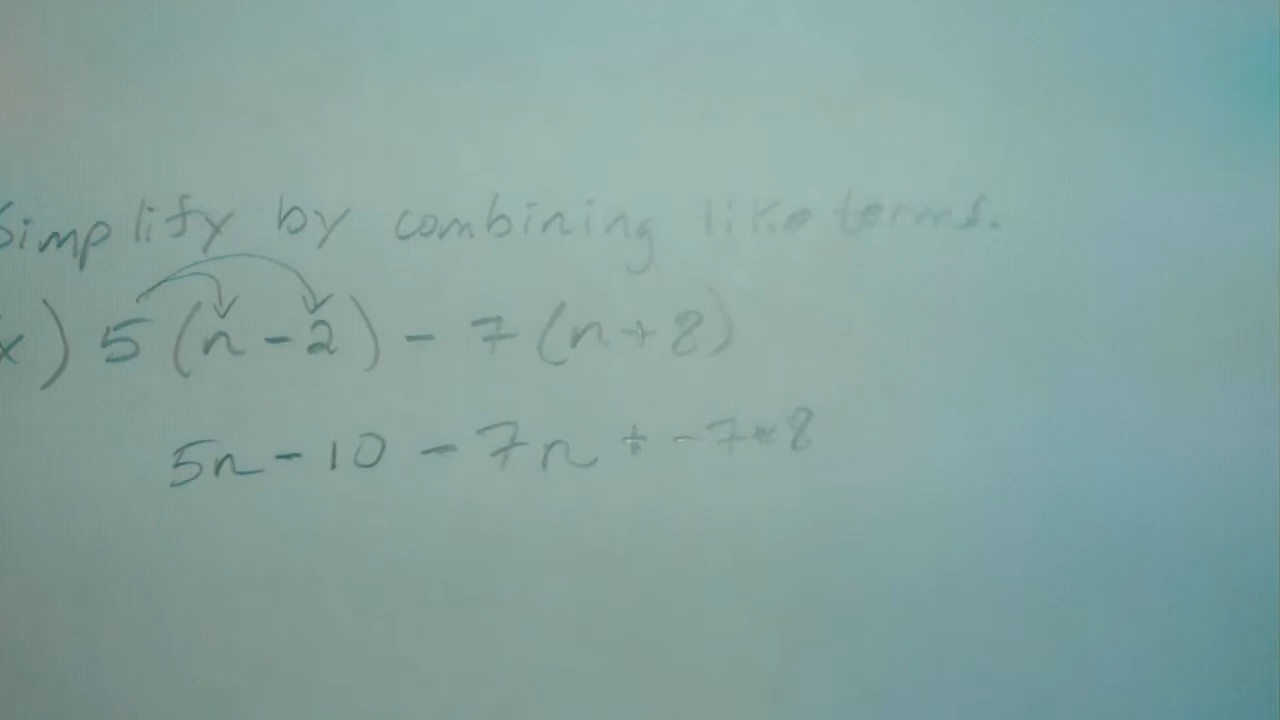 Simplify by combining like terms.
x) 5(n-2) - 7(n+8)
5n - 10 - 7n + -7*8